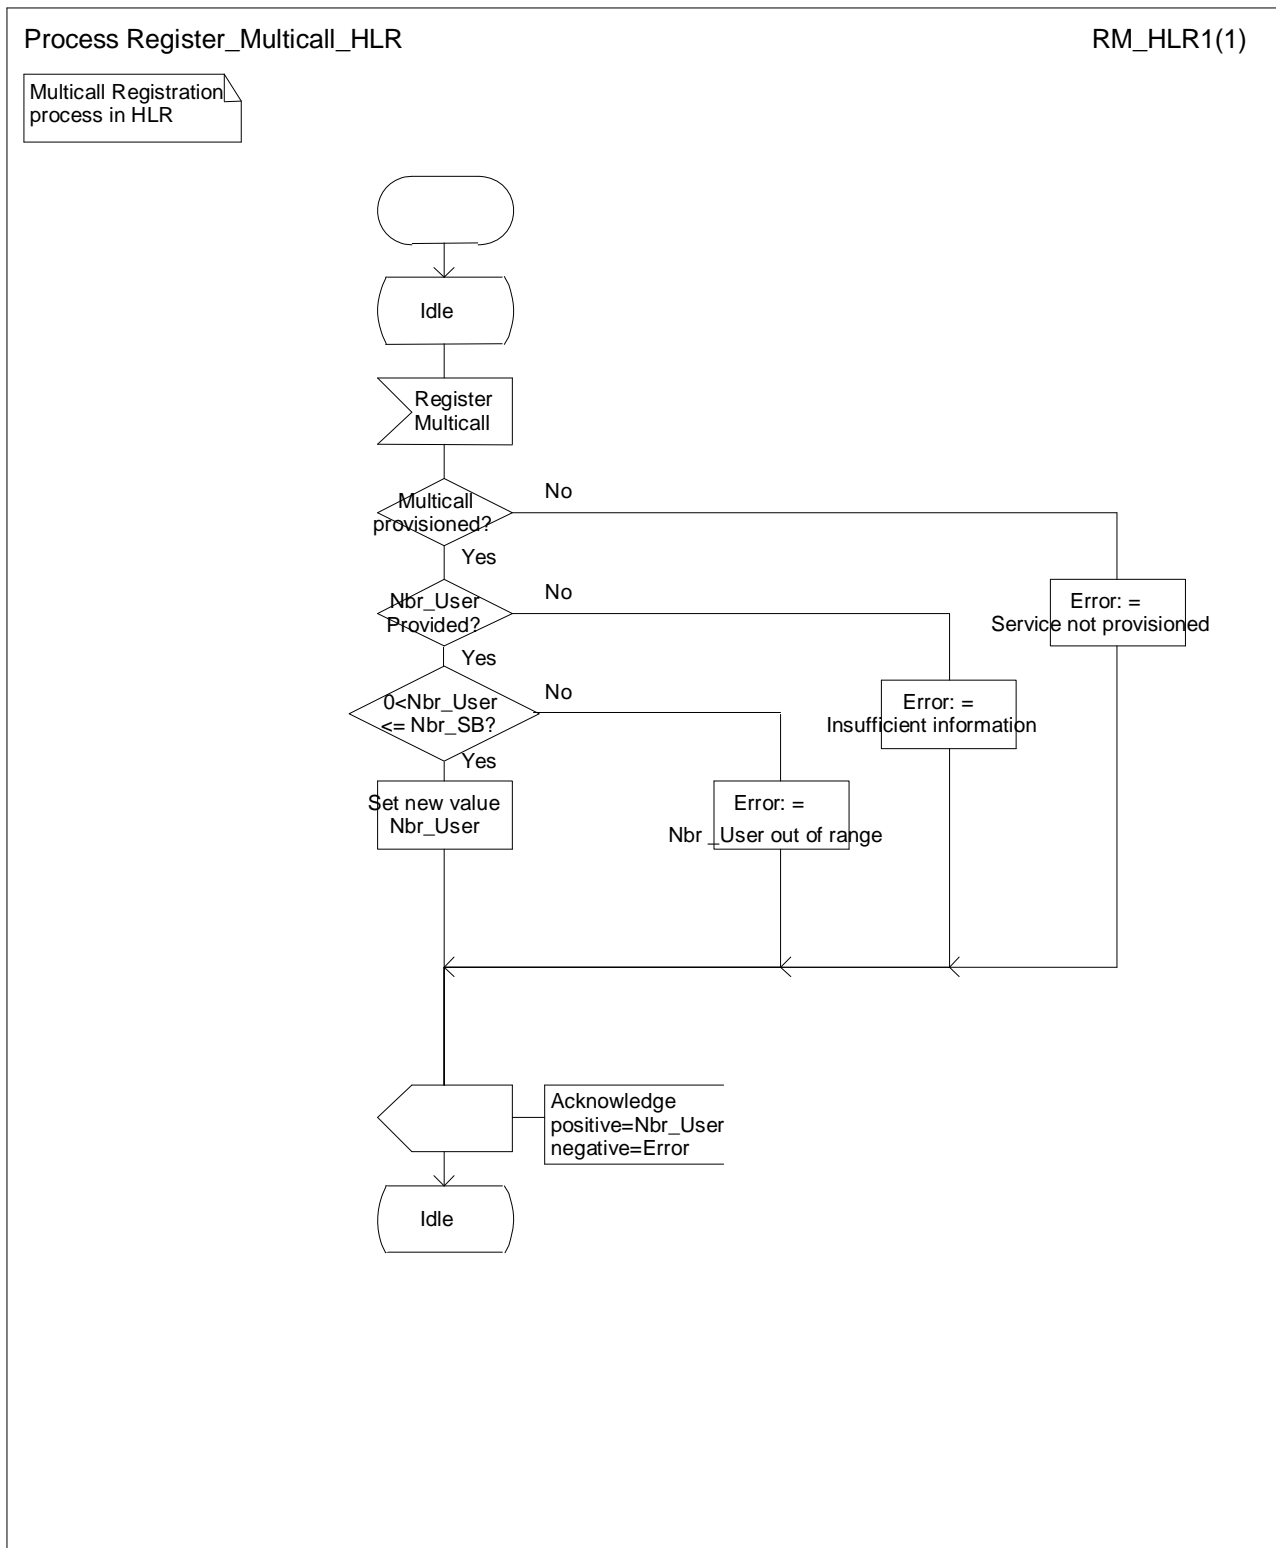 Process Register_Multicall_HLR
RM_HLR1(1)
Multicall Registration
process in HLR
Idle
Register
Multicall
Multicall
provisioned?
No
Yes
Nbr_User
Provided?
No
Error: =
Service not provisioned
Yes
0<Nbr_User
<= Nbr_SB?
No
Error: =
Insufficient information
Yes
Set new value
Nbr_User
Error: =
Nbr _User out of range
Acknowledge
positive=Nbr_User
negative=Error
Idle